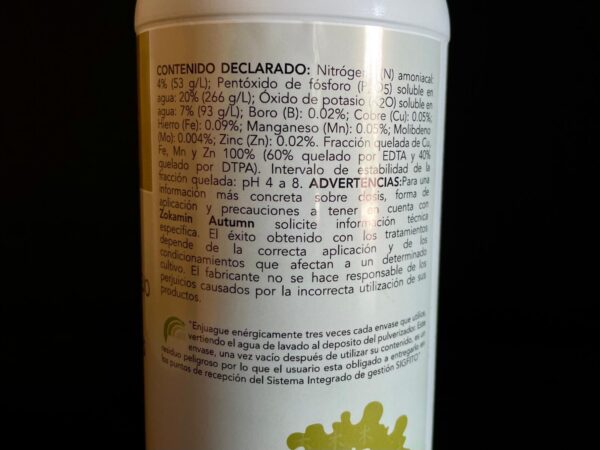 CONTENIDO DECLARADO: Nitrógeno (N) amoniacal:
4% (53 g/L); Pentóxido de fósforo (P2O5) soluble en
agua: 20% (266 g/L); Óxido de potasio (K2O) soluble en
agua: 7% (93 g/L); Boro (B): 0.02%; Cobre (Cu): 0.05%;
Hierro (Fe): 0.09%; Manganeso (Mn): 0.05%; Molibdeno
(Mo): 0.004%; Zinc (Zn): 0.02%. Fracción quelada de Cu,
Fe, Mn y Zn 100% (60% quelado por EDTA y 40%
quelado por DTPA). Intervalo de estabilidad de la
fracción quelada: pH 4 a 8. ADVERTENCIAS:Para una
información más concreta sobre dosis, forma de
aplicación y precauciones a tener en cuenta con
Zokamin Autumn solicite información técnica
específica. El éxito obtenido con los tratamientos
depende de la correcta aplicación y de los
condicionamientos que afectan a un determinado
cultivo. El fabricante no se hace responsable de los
perjuicios causados por la incorrecta utilización de sus
productos.
"Enjuague enérgicamente tres veces cada envase que utilice,
vertiendo el agua de lavado al deposito del pulverizador. Este
envase, una vez vacío después de utilizar su contenido, es un
residuo peligroso por lo que el usuario esta obligado a entregarlo en
los puntos de recepción del Sistema Integrado de gestión SIGFITO"